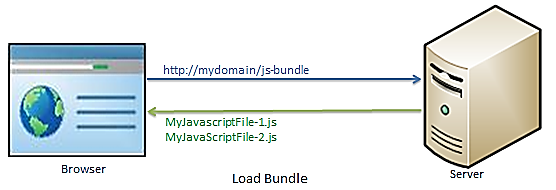 http://mydomain/js-bundle
MyJavascriptFile-1.js
MyJavaScriptFile-2.js
Browser
Server
Load Bundle